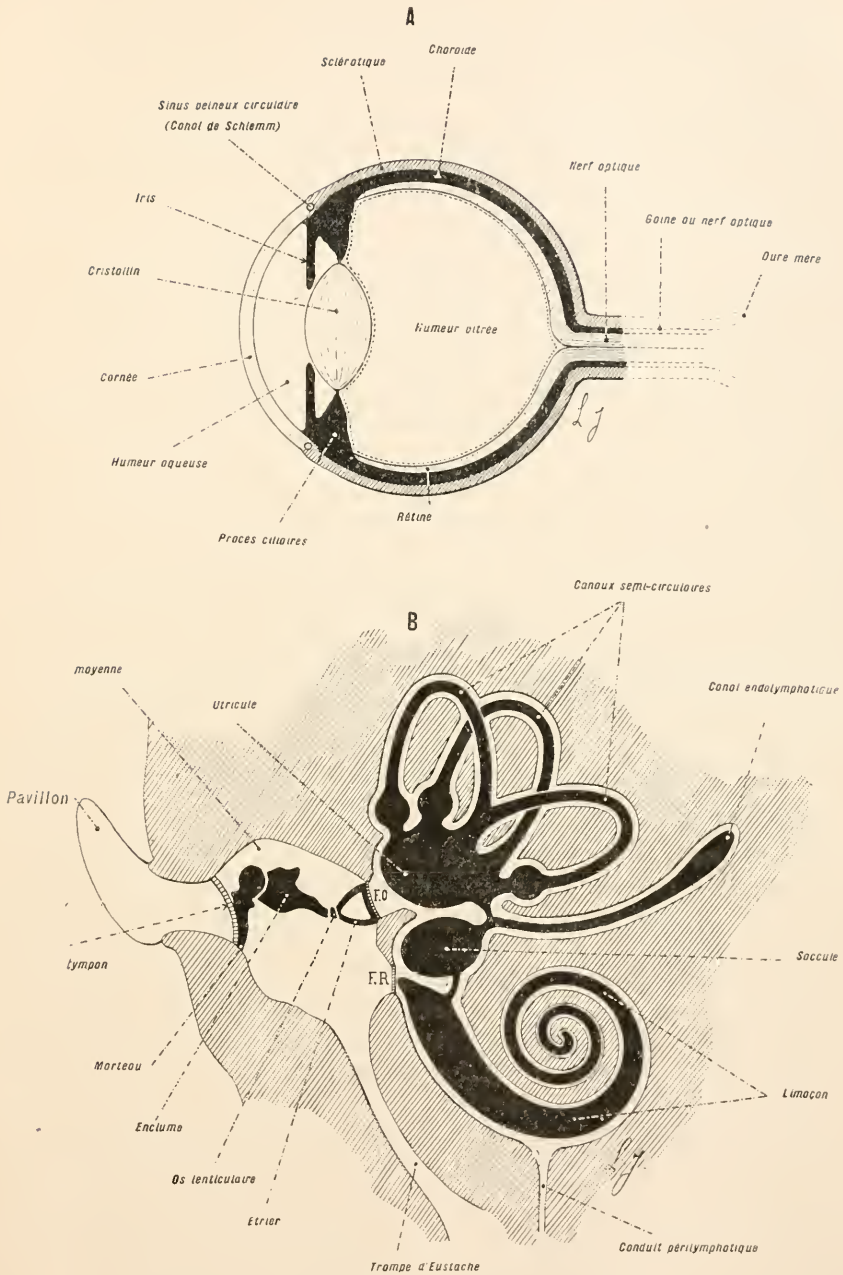 A
Sclérotique
Choroïde
Sinus veineux circulaire
(Canal de Schlemm)
Nerf optique
Iris
Gaine du nerf optique
Dure mère
Cristallin
Humeur vitrée
Cornée
L J
Humeur aqueuse
Rétine
Procès ciliaires
Canaux semi-circulaires
B
moyenne
Canal endolymphatique
Utricule
Pavillon
F.O
Saccule
tympan
F.R
Marteau
Limaçon
Enclume
Os lenticulaire
L J
Etrier
Conduit périlymphatique
Trompe d'Eustache